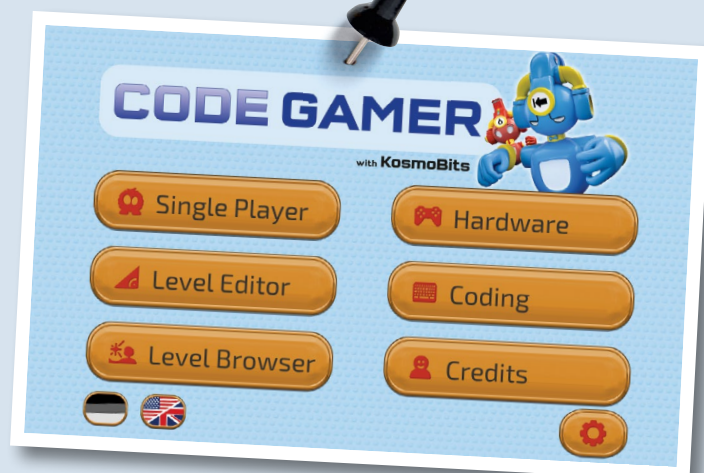 CODE GAMER
with KosmoBits
Single Player
Hardware
Level Editor
Coding
Level Browser
Credits